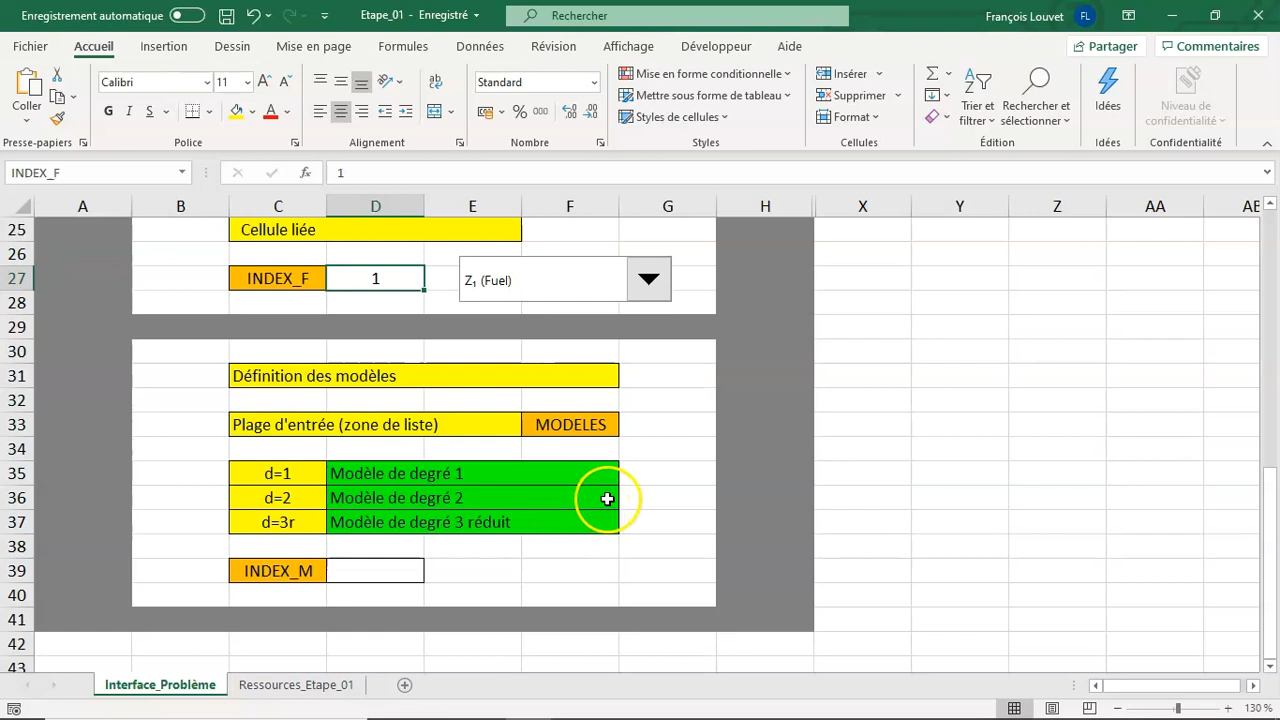 Enregistrement automatique
Etape_01 - Enregistré
Rechercher
François Louvet
FL
Fichier Accueil Insertion Dessin Mise en page Formules Données Révision Affichage Développeur Aide
Partager
Commentaires
Coller
Calibri
11
G I S
Standard
Mise en forme conditionnelle
Mettre sous forme de tableau
Styles de cellules
Insérer
Supprimer
Format
Trier et filtrer
Rechercher et sélectionner
Idées
Niveau de confidentialité
Presse-papiers Police Alignement Nombre Styles Cellules Édition Idées Confidentialité
INDEX_F
fx
1
A B C D E F G H X Y Z AA AB
25 Cellule liée
26
27 INDEX_F 1 Z₁ (Fuel)
28
29
30
31 Définition des modèles
32
33 Plage d'entrée (zone de liste) MODELES
34
35 d=1 Modèle de degré 1
36 d=2 Modèle de degré 2
37 d=3r Modèle de degré 3 réduit
38
39 INDEX_M
40
41
42
43
Interface_Problème
Ressources_Etape_01
130 %